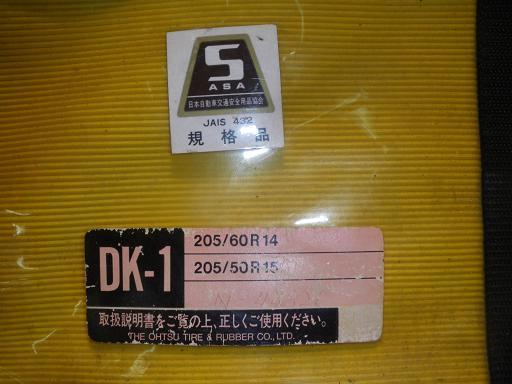 S
ASA
日本自動車交通安全用品協会
JAIS 432
規格品
DK-1
205/60R14
205/50R15
取扱説明書をご覧の上、正しくご使用ください。
THE OHTSU TIRE & RUBBER CO., LTD.